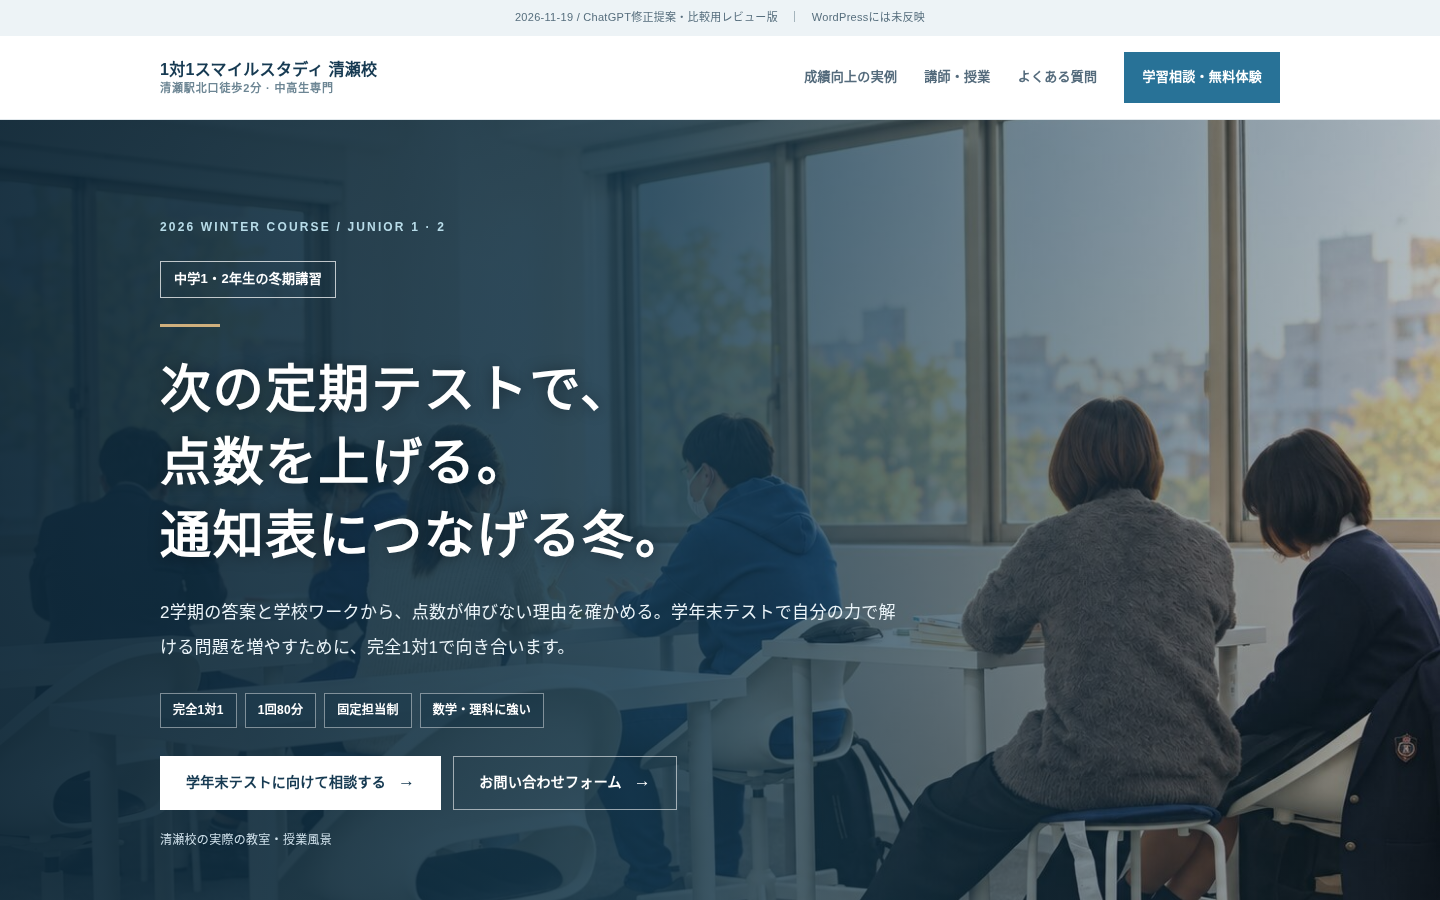 2026-11-19 / ChatGPT修正提案・比較用レビュー版 ｜ WordPressには未反映
1対1スマイルスタディ 清瀬校
清瀬駅北口徒歩2分 · 中高生専門
成績向上の実例
講師・授業
よくある質問
学習相談・無料体験
2026 WINTER COURSE / JUNIOR 1 · 2
中学1・2年生の冬期講習
次の定期テストで、
点数を上げる。
通知表につなげる冬。
2学期の答案と学校ワークから、点数が伸びない理由を確かめる。学年末テストで自分の力で解
ける問題を増やすために、完全1対1で向き合います。
完全1対1
1回80分
固定担当制
数学・理科に強い
学年末テストに向けて相談する →
お問い合わせフォーム →
清瀬校の実際の教室・授業風景